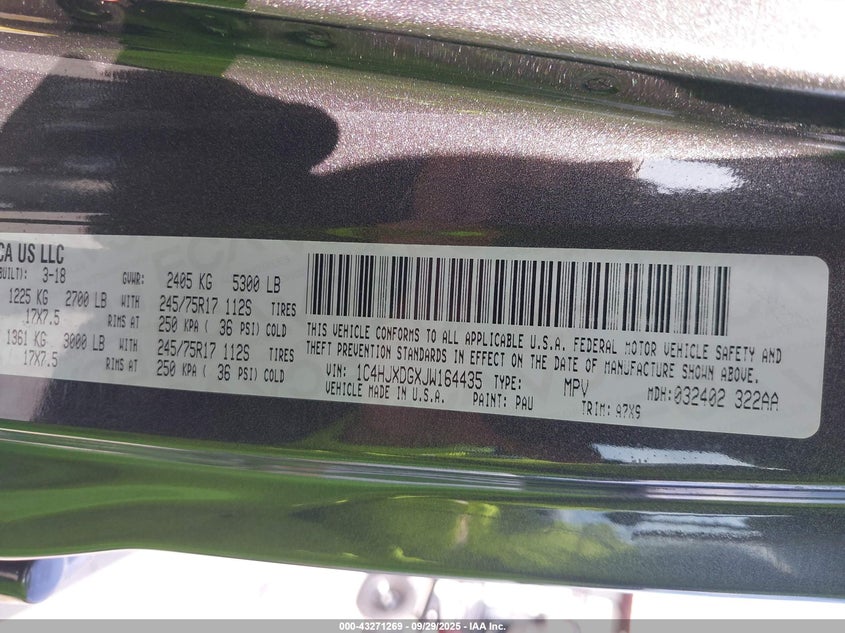 CA US LLC
BUILT): 3-18 GVWR: 2405 KG 5300 LB
1225 KG 2700 LB WITH 245/75R17 112S TIRES
17X7.5 RIMS AT 250 KPA ( 36 PSI) COLD
1361 KG 3000 LB WITH 245/75R17 112S TIRES
17X7.5 RIMS AT 250 KPA ( 36 PSI) COLD
THIS VEHICLE CONFORMS TO ALL APPLICABLE U.S.A. FEDERAL MOTOR VEHICLE SAFETY AND
THEFT PREVENTION STANDARDS IN EFFECT ON THE DATE OF MANUFACTURE SHOWN ABOVE.
VIN: 1C4HJXDGXJW164435 TYPE: MPV MDH: 032402 322AA
VEHICLE MADE IN U.S.A. PAINT: PAU TRIM: A7X9
000-43271269 - 09/29/2025 - IAA Inc.